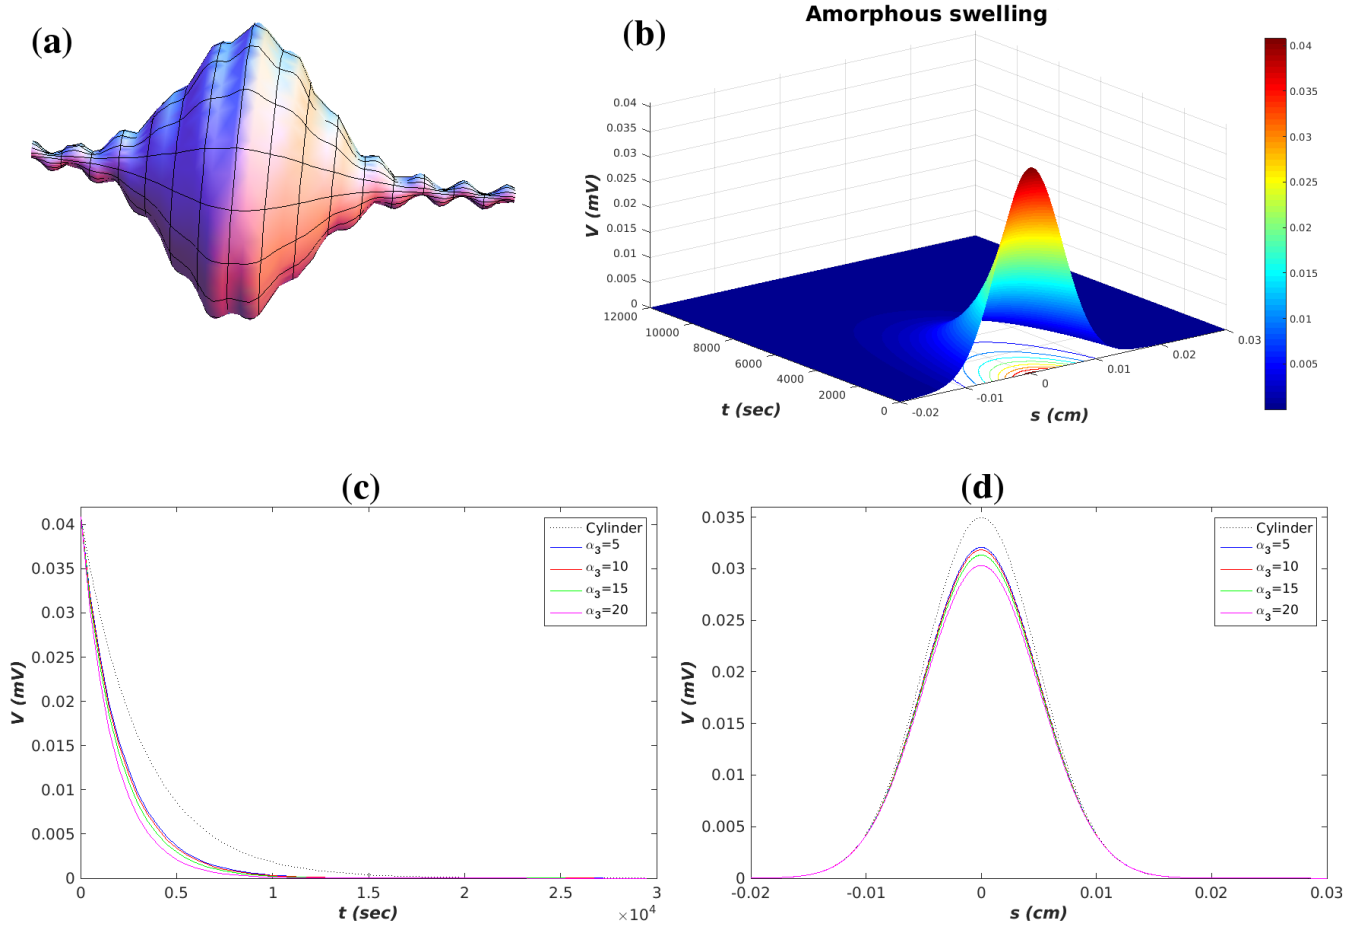 (a)
(b)
Amorphous swelling
V (mV)
0.04
0.035
0.03
0.025
0.02
0.015
0.01
0.005
0
12000
10000
8000
6000
4000
2000
0
t (sec)
-0.02
-0.01
0
0.01
0.02
0.03
s (cm)
0.04
0.035
0.03
0.025
0.02
0.015
0.01
0.005
(c)
V (mV)
0.04
0.035
0.03
0.025
0.02
0.015
0.01
0.005
0
0
0.5
1
1.5
2
2.5
3
×10⁴
t (sec)
Cylinder
α₃=5
α₃=10
α₃=15
α₃=20
(d)
V (mV)
0.035
0.03
0.025
0.02
0.015
0.01
0.005
0
-0.02
-0.01
0
0.01
0.02
0.03
s (cm)
Cylinder
α₃=5
α₃=10
α₃=15
α₃=20